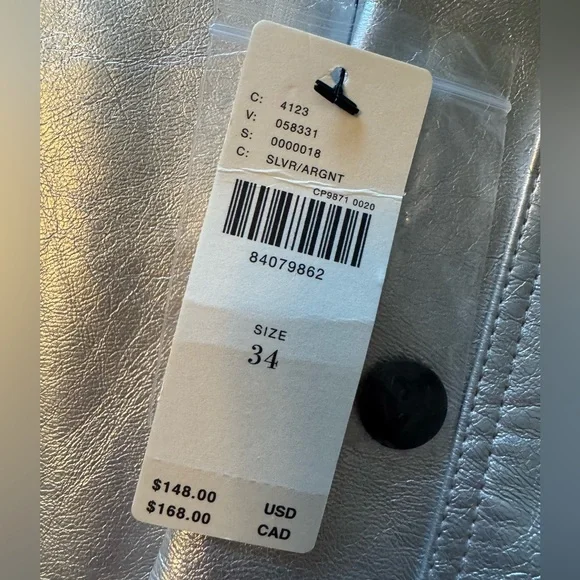 C: 4123
V: 058331
S: 0000018
C: SLVR/ARGNT
CP9871 0020
84079862
SIZE
34
$148.00 USD
$168.00 CAD